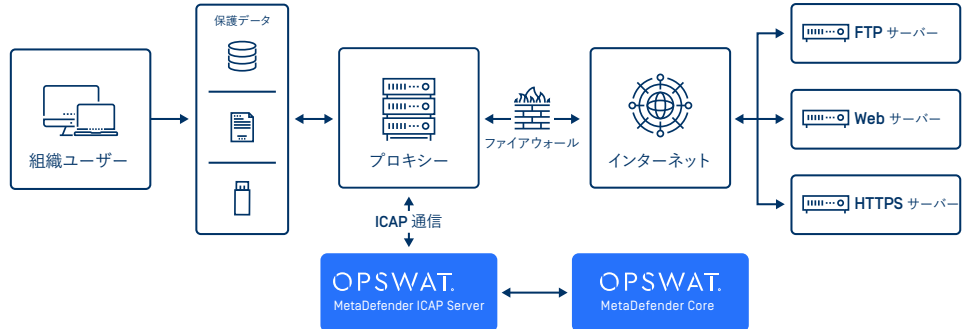 保護データ
組織ユーザー
プロキシー
ファイアウォール
インターネット
FTP サーバー
Web サーバー
HTTPS サーバー
ICAP 通信
OPSWAT.
MetaDefender ICAP Server
OPSWAT.
MetaDefender Core